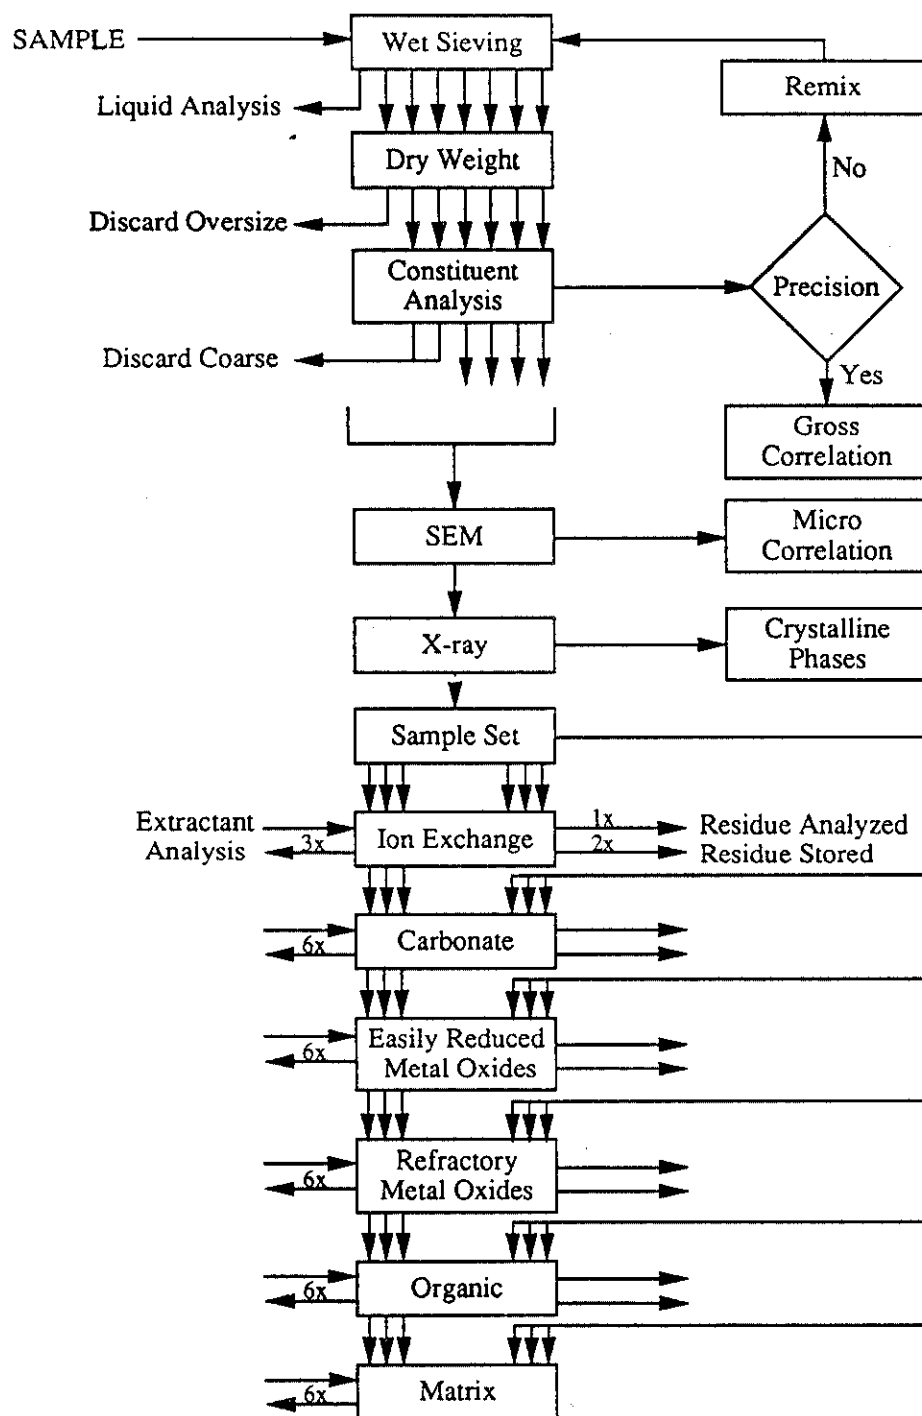 SAMPLE
Wet Sieving
Remix
Liquid Analysis
Dry Weight
No
Discard Oversize
Constituent
Analysis
Precision
Discard Coarse
Yes
Gross
Correlation
SEM
Micro
Correlation
X-ray
Crystalline
Phases
Sample Set
Extractant
Analysis
3x
Ion Exchange
1x
2x
Residue Analyzed
Residue Stored
6x
Carbonate
6x
Easily Reduced
Metal Oxides
6x
Refractory
Metal Oxides
6x
Organic
6x
Matrix